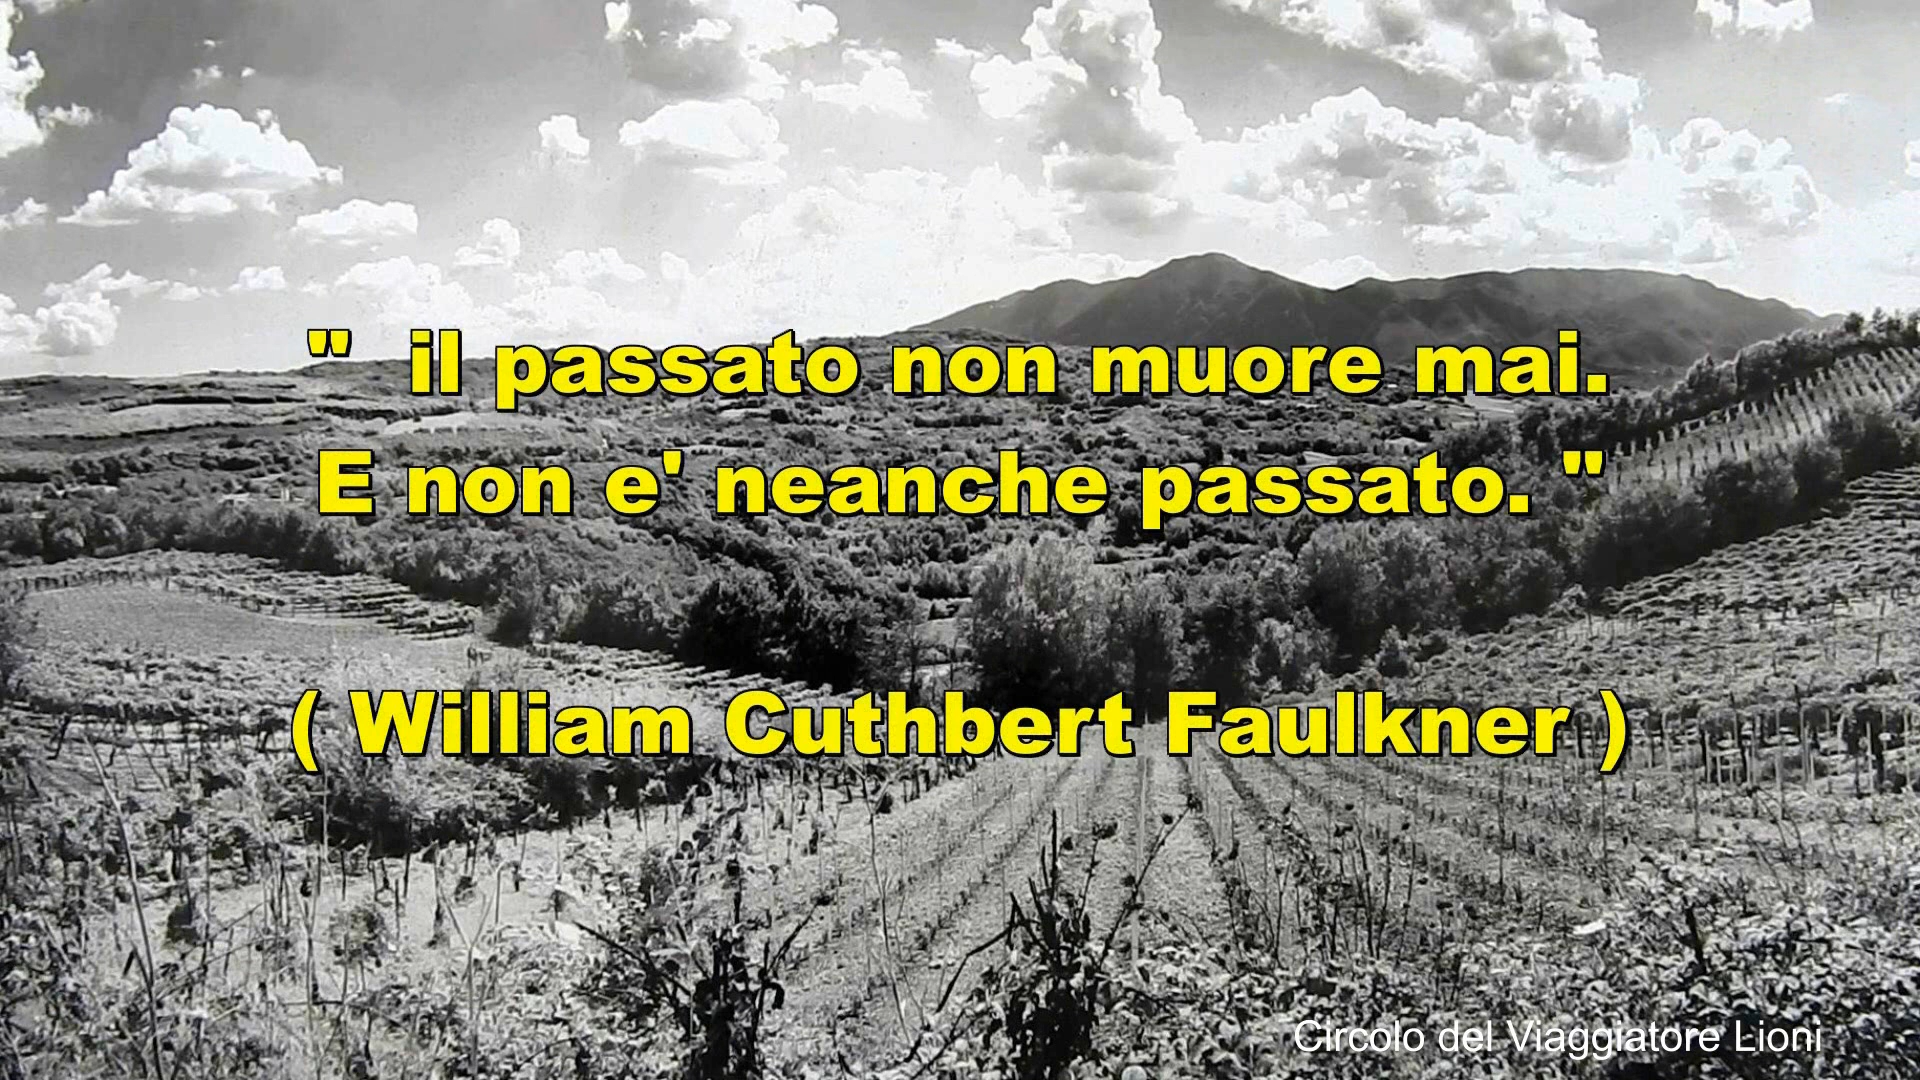 "  il passato non muore mai.
E non e' neanche passato. "
( William Cuthbert Faulkner )
Circolo del Viaggiatore Lioni